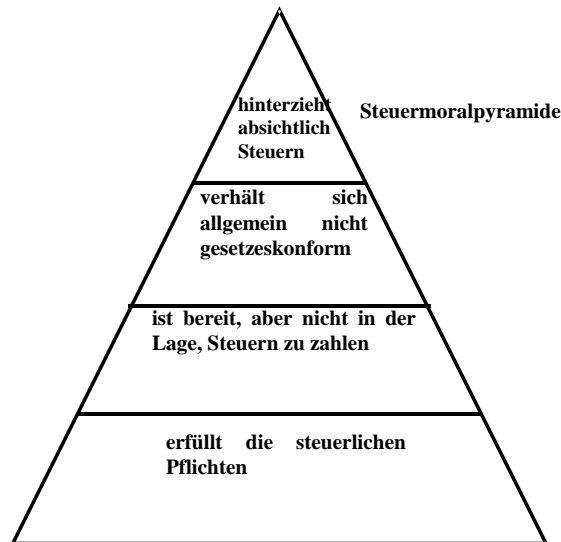 hinterzieht
absichtlich
Steuern
Steuermoralpyramide
verhält sich
allgemein nicht
gesetzeskonform
ist bereit, aber nicht in der
Lage, Steuern zu zahlen
erfüllt die steuerlichen
Pflichten